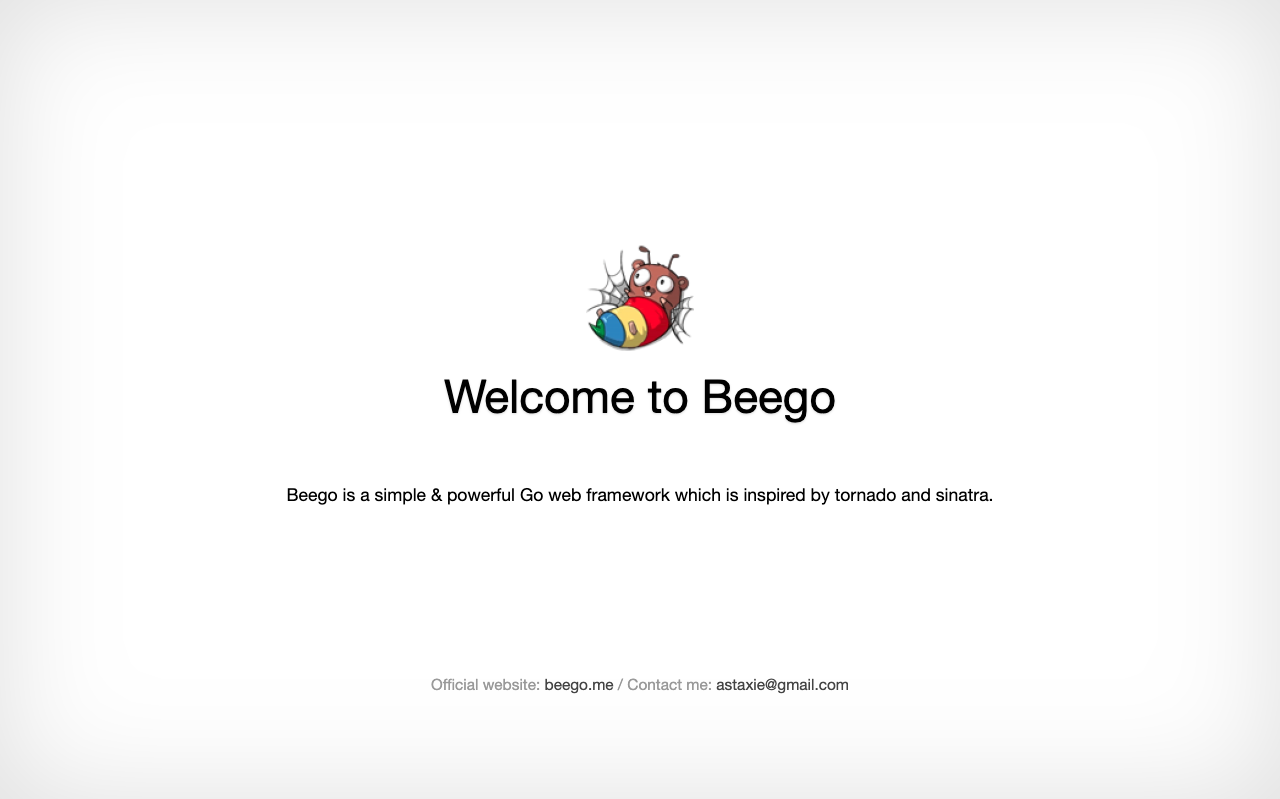 Welcome to Beego
Beego is a simple & powerful Go web framework which is inspired by tornado and sinatra.
Official website: beego.me / Contact me: astaxie@gmail.com